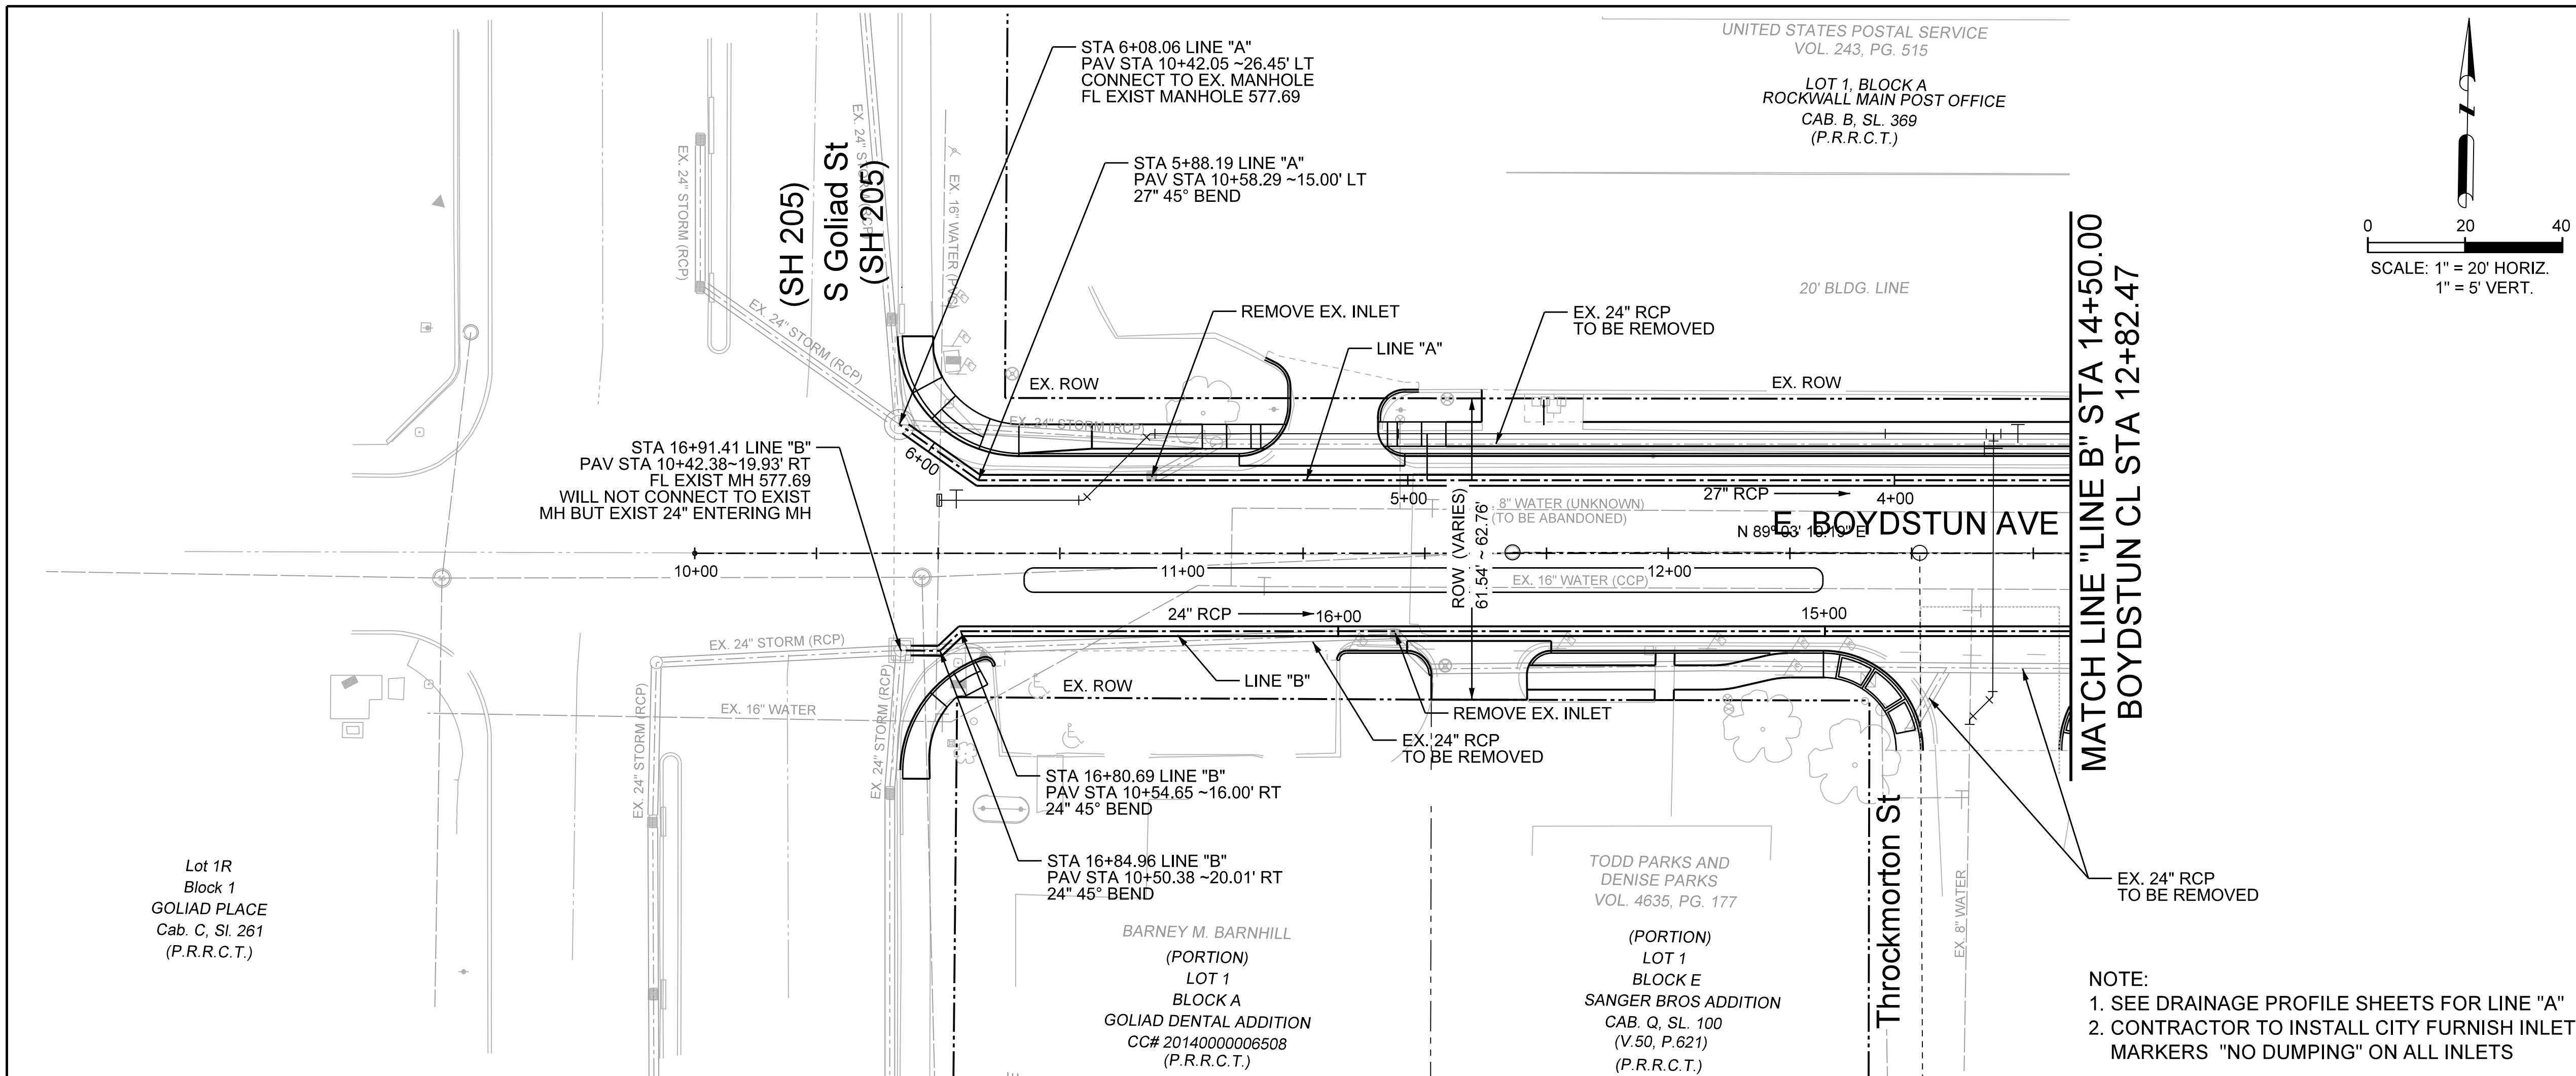 UNITED STATES POSTAL SERVICE
VOL. 243, PG. 515
LOT 1, BLOCK A
ROCKWALL MAIN POST OFFICE
CAB. B, SL. 369
(P.R.R.C.T.)
STA 6+08.06 LINE "A"
PAV STA 10+42.05 ~26.45' LT
CONNECT TO EX. MANHOLE
FL EXIST MANHOLE 577.69
STA 5+88.19 LINE "A"
PAV STA 10+58.29 ~15.00' LT
27" 45° BEND
EX. 24" STORM (RCP)
(SH 205)
S Goliad St
(SH 205)
EX. 24" STORM (RCP)
EX. 16" WATER (PVC)
0 20 40
SCALE: 1" = 20' HORIZ.
1" = 5' VERT.
20' BLDG. LINE
EX. 24" STORM (RCP)
REMOVE EX. INLET
EX. 24" RCP
TO BE REMOVED
LINE "A"
EX. ROW
EX. ROW
EX. 24" STORM (RCP)
MATCH LINE "LINE B" STA 14+50.00
BOYDSTUN CL STA 12+82.47
STA 16+91.41 LINE "B"
PAV STA 10+42.38~19.93' RT
FL EXIST MH 577.69
WILL NOT CONNECT TO EXIST
MH BUT EXIST 24" ENTERING MH
6+00
5+00
27" RCP
4+00
8" WATER (UNKNOWN)
(TO BE ABANDONED)
E. BOYDSTUN AVE
N 89° 03' 10.19" E
ROW (VARIES)
61.54' ~ 62.76'
10+00
11+00
12+00
EX. 16" WATER (CCP)
24" RCP
16+00
15+00
EX. 24" STORM (RCP)
EX. 24" STORM (RCP)
EX. 24" STORM (RCP)
EX. 16" WATER
EX. ROW
LINE "B"
REMOVE EX. INLET
EX. 24" RCP
TO BE REMOVED
STA 16+80.69 LINE "B"
PAV STA 10+54.65 ~16.00' RT
24" 45° BEND
STA 16+84.96 LINE "B"
PAV STA 10+50.38 ~20.01' RT
24" 45° BEND
Throckmorton St
EX. 8" WATER
EX. 24" RCP
TO BE REMOVED
Lot 1R
Block 1
GOLIAD PLACE
Cab. C, Sl. 261
(P.R.R.C.T.)
BARNEY M. BARNHILL
(PORTION)
LOT 1
BLOCK A
GOLIAD DENTAL ADDITION
CC# 20140000006508
(P.R.R.C.T.)
TODD PARKS AND
DENISE PARKS
VOL. 4635, PG. 177
(PORTION)
LOT 1
BLOCK E
SANGER BROS ADDITION
CAB. Q, SL. 100
(V.50, P.621)
(P.R.R.C.T.)
NOTE:
1. SEE DRAINAGE PROFILE SHEETS FOR LINE "A"
2. CONTRACTOR TO INSTALL CITY FURNISH INLET
MARKERS "NO DUMPING" ON ALL INLETS